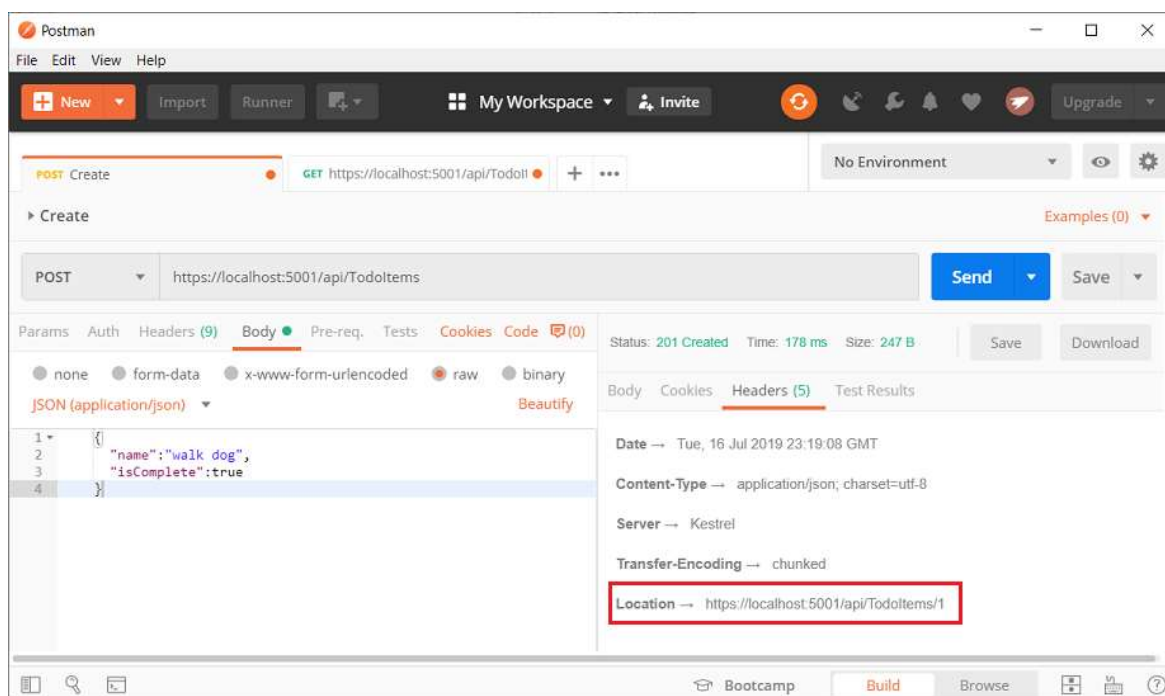 Postman
File Edit View Help
New Import Runner My Workspace Invite Upgrade
POST Create GET https://localhost:5001/api/TodoIt No Environment
Create Examples (0)
POST https://localhost:5001/api/TodoItems Send Save
Params Auth Headers (9) Body Pre-req. Tests Cookies Code (0)
Status: 201 Created Time: 178 ms Size: 247 B Save Download
none form-data x-www-form-urlencoded raw binary
JSON (application/json) Beautify
1 {
2 "name":"walk dog",
3 "isComplete":true
4 }
Body Cookies Headers (5) Test Results
Date → Tue, 16 Jul 2019 23:19:08 GMT
Content-Type → application/json; charset=utf-8
Server → Kestrel
Transfer-Encoding → chunked
Location → https://localhost:5001/api/TodoItems/1
Bootcamp Build Browse